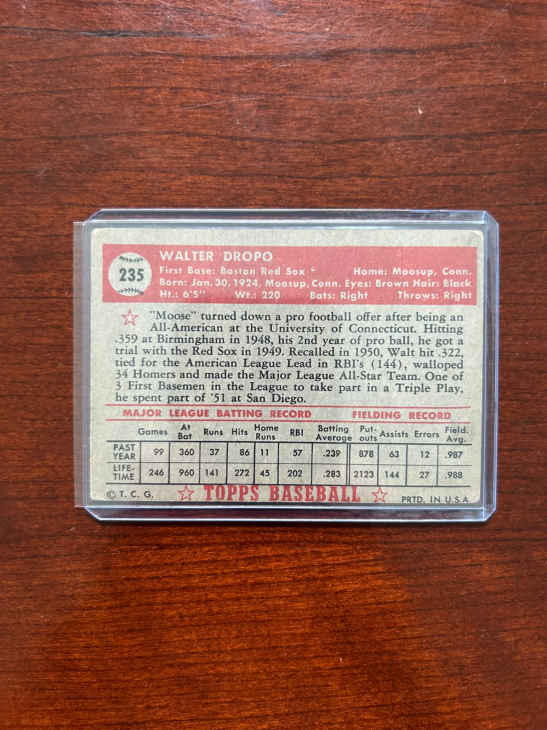 235
WALTER DROPO
First Base: Boston Red Sox Home: Moosup, Conn.
Born: Jan. 30, 1924, Moosup, Conn. Eyes: Brown Hair: Black
Ht.: 6'5" Wt.: 220 Bats: Right Throws: Right
"Moose" turned down a pro football offer after being an
All-American at the University of Connecticut. Hitting
.359 at Birmingham in 1948, his 2nd year of pro ball, he got a
trial with the Red Sox in 1949. Recalled in 1950, Walt hit .322,
tied for the American League Lead in RBI's (144), walloped
34 Homers and made the Major League All-Star Team. One of
3 First Basemen in the League to take part in a Triple Play,
he spent part of '51 at San Diego.
MAJOR LEAGUE BATTING RECORD FIELDING RECORD
Games At Bat Runs Hits Home Runs RBI Batting Average Put-outs Assists Errors Field. Avg.
PAST YEAR 99 360 37 86 11 57 .239 878 63 12 .987
LIFE-TIME 246 960 141 272 45 202 .283 2123 144 27 .988
© T. C. G. ☆ TOPPS BASEBALL ☆ PRTD. IN U.S.A.